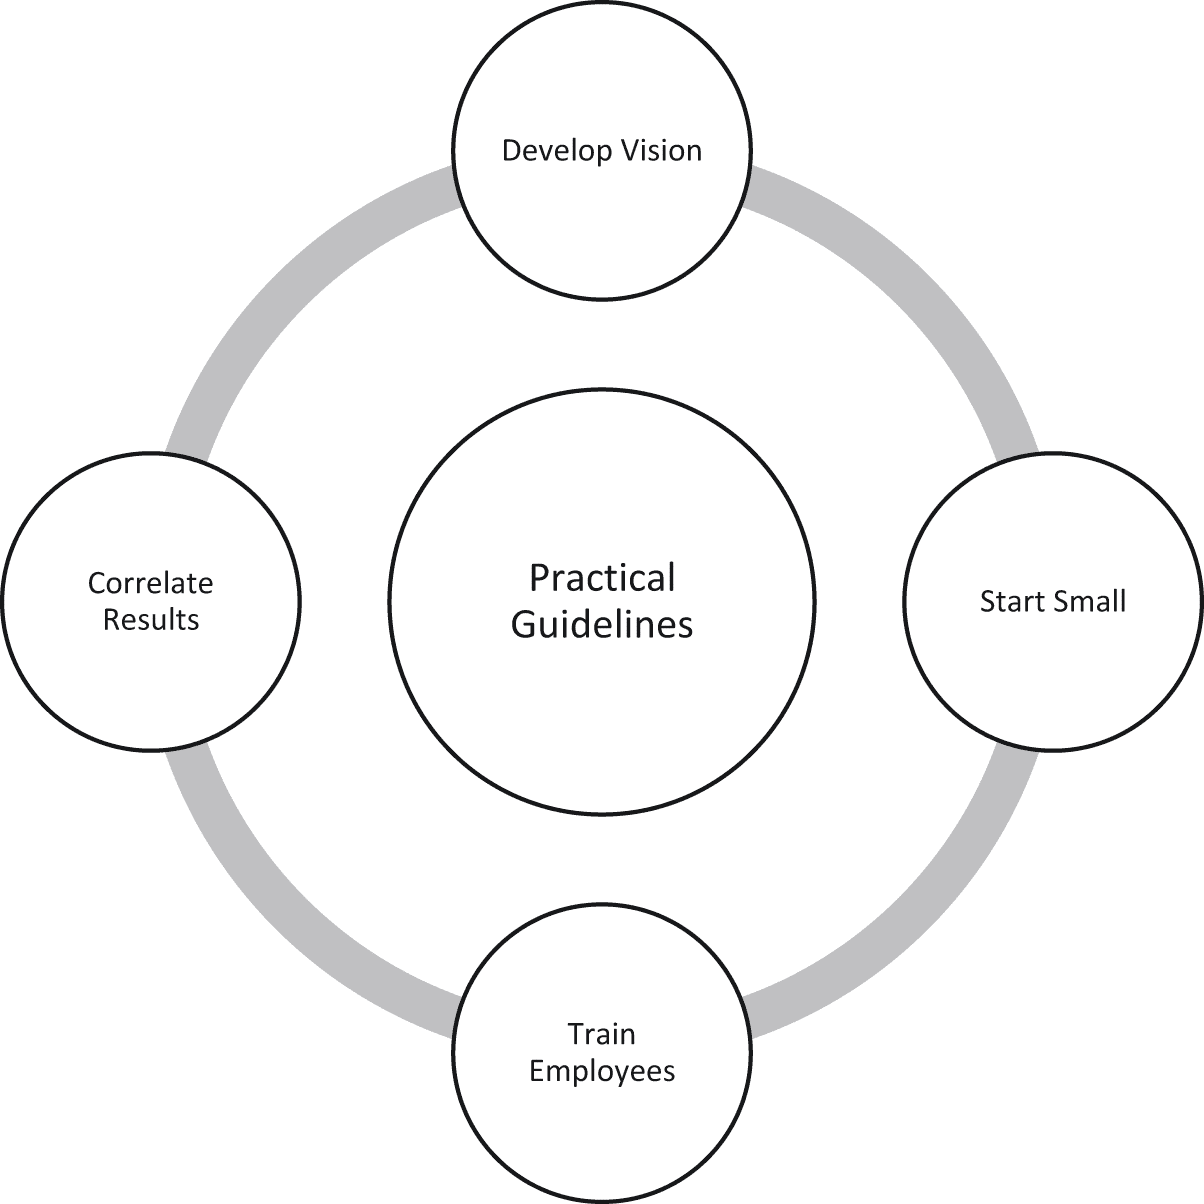 Develop Vision
Correlate
Results
Practical
Guidelines
Start Small
Train
Employees